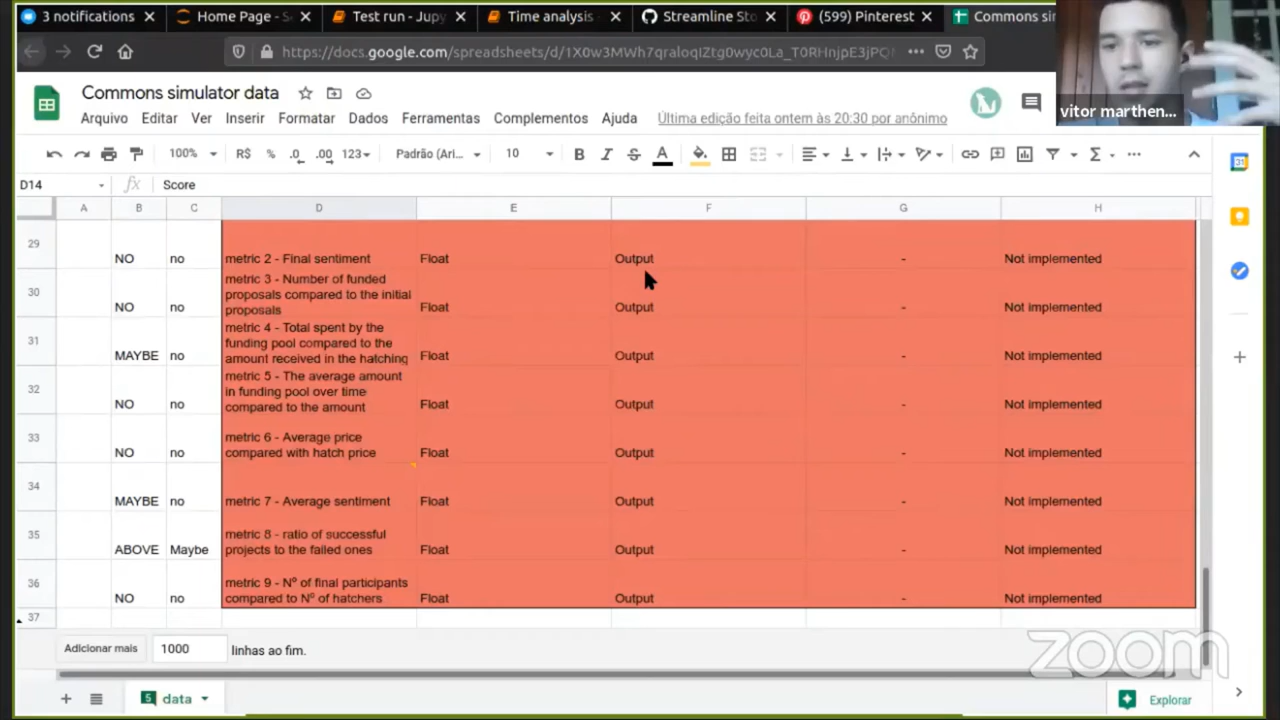 3 notifications
Home Page - S
Test run - Jupy
Time analysis -
Streamline Sto
(599) Pinterest
Commons sim
https://docs.google.com/spreadsheets/d/1X0w3MWh7qraloqIZtg0wyc0La_T0RHnjpE3jPQ
Commons simulator data
Arquivo Editar Ver Inserir Formatar Dados Ferramentas Complementos Ajuda Última edição feita ontem às 20:30 por anônimo
vitor marthen...
100% R$ % .0 .00 123 Padrão (Ari... 10 B I S A Σ
D14 fx Score
A B C D E F G H
29 NO no metric 2 - Final sentiment Float Output - Not implemented
30 NO no metric 3 - Number of funded
proposals compared to the initial
proposals Float Output - Not implemented
31 MAYBE no metric 4 - Total spent by the
funding pool compared to the
amount received in the hatching Float Output - Not implemented
32 NO no metric 5 - The average amount
in funding pool over time
compared to the amount Float Output - Not implemented
33 NO no metric 6 - Average price
compared with hatch price Float Output - Not implemented
34 MAYBE no metric 7 - Average sentiment Float Output - Not implemented
35 ABOVE Maybe metric 8 - ratio of successful
projects to the failed ones Float Output - Not implemented
36 NO no metric 9 - Nº of final participants
compared to Nº of hatchers Float Output - Not implemented
37
Adicionar mais 1000 linhas ao fim.
zoom
5 data
Explorar